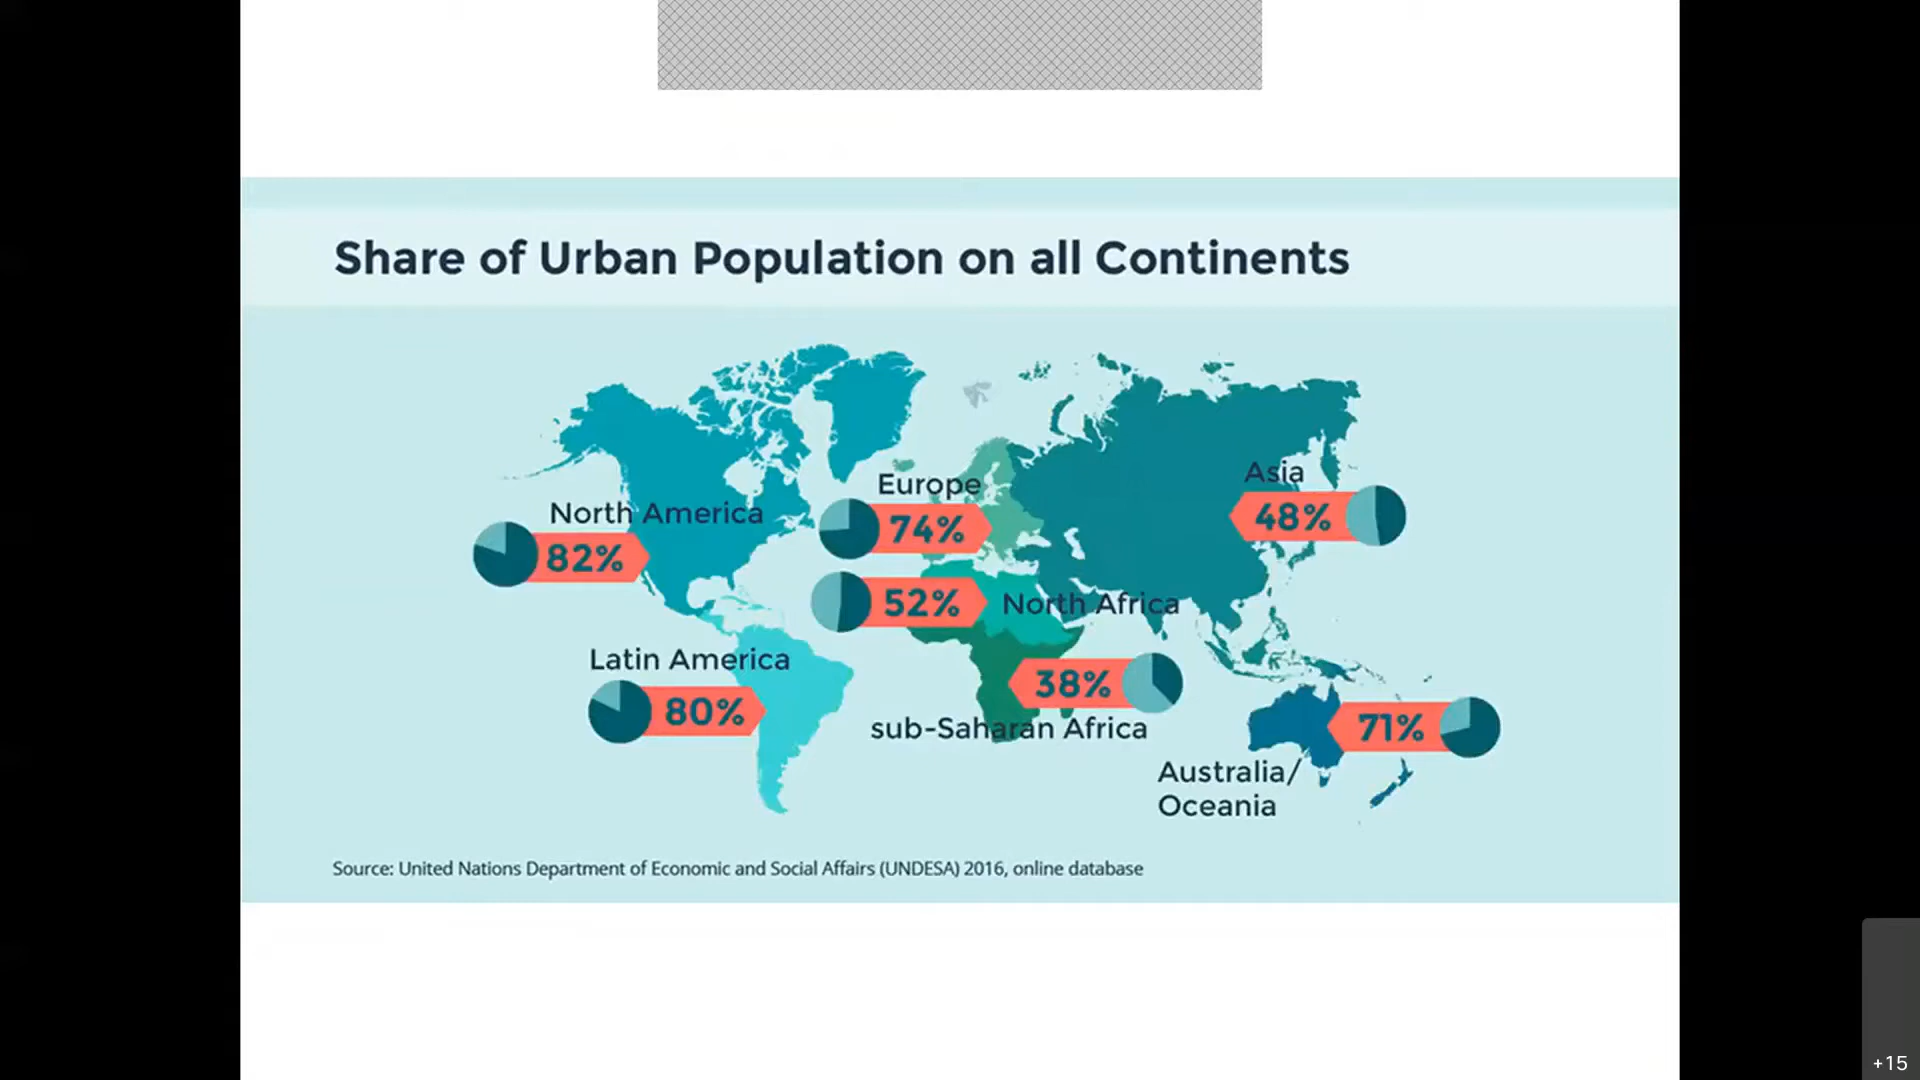 Share of Urban Population on all Continents
North America
82%
Europe
74%
Asia
48%
52%
North Africa
Latin America
80%
38%
sub-Saharan Africa
71%
Australia/
Oceania
Source: United Nations Department of Economic and Social Affairs (UNDESA) 2016, online database
+15